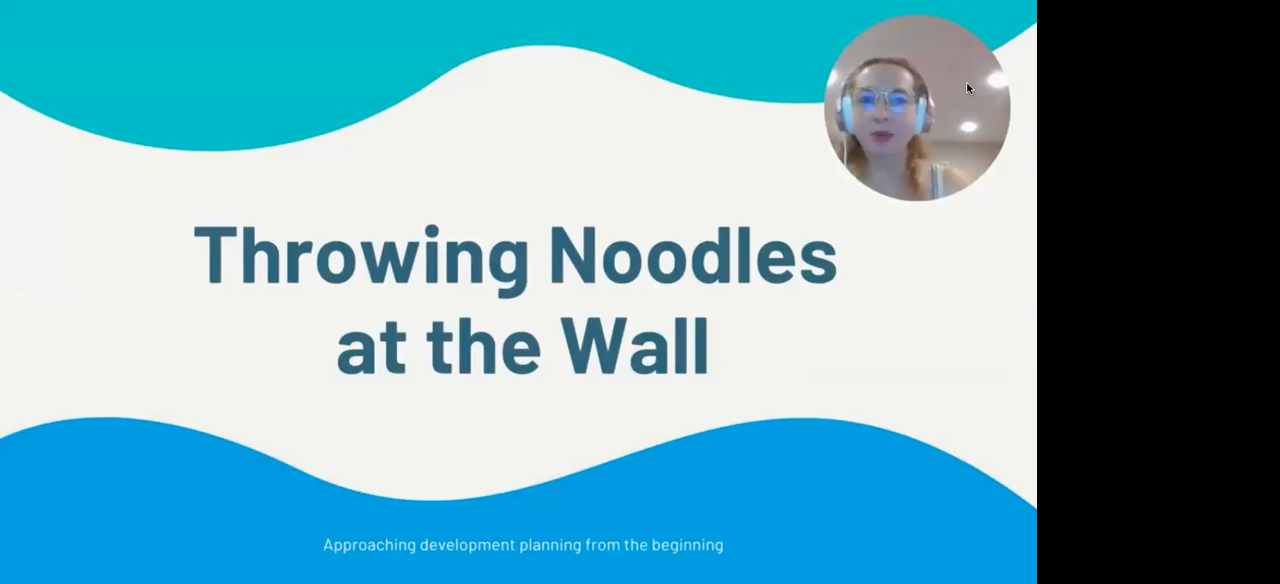 Throwing Noodles
at the Wall
Approaching development planning from the beginning